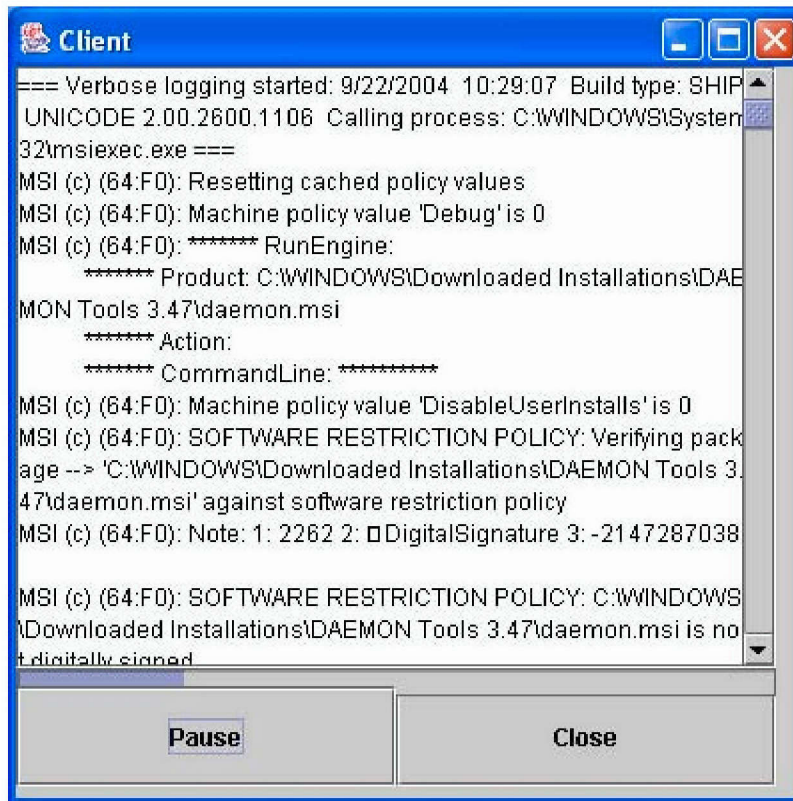 Client
=== Verbose logging started: 9/22/2004 10:29:07 Build type: SHIP
UNICODE 2.00.2600.1106 Calling process: C:\WINDOWS\System
32\msiexec.exe ===
MSI (c) (64:F0): Resetting cached policy values
MSI (c) (64:F0): Machine policy value 'Debug' is 0
MSI (c) (64:F0): ******* RunEngine:
******* Product: C:\WINDOWS\Downloaded Installations\DAE
MON Tools 3.47\daemon.msi
******* Action:
******* CommandLine: **********
MSI (c) (64:F0): Machine policy value 'DisableUserInstalls' is 0
MSI (c) (64:F0): SOFTWARE RESTRICTION POLICY: Verifying pack
age --> 'C:\WINDOWS\Downloaded Installations\DAEMON Tools 3.
47\daemon.msi' against software restriction policy
MSI (c) (64:F0): Note: 1: 2262 2: □DigitalSignature 3: -2147287038
MSI (c) (64:F0): SOFTWARE RESTRICTION POLICY: C:\WINDOWS
\Downloaded Installations\DAEMON Tools 3.47\daemon.msi is no
t digitally signed
Pause Close